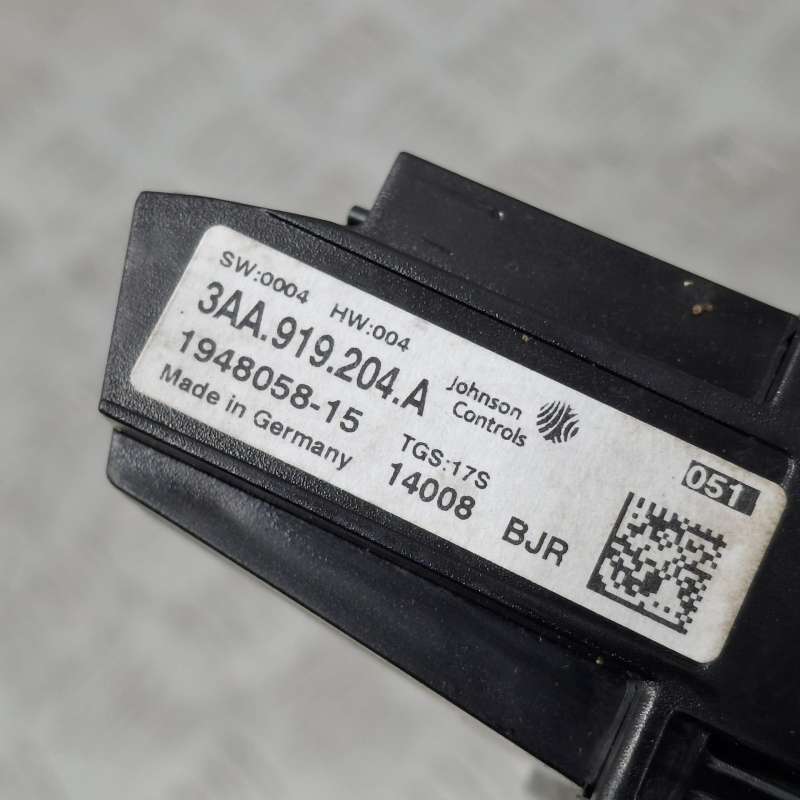 SW:0004 HW:004
3AA.919.204.A
1948058-15
Made in Germany
Johnson
Controls
TGS:17S
14008 BJR
051